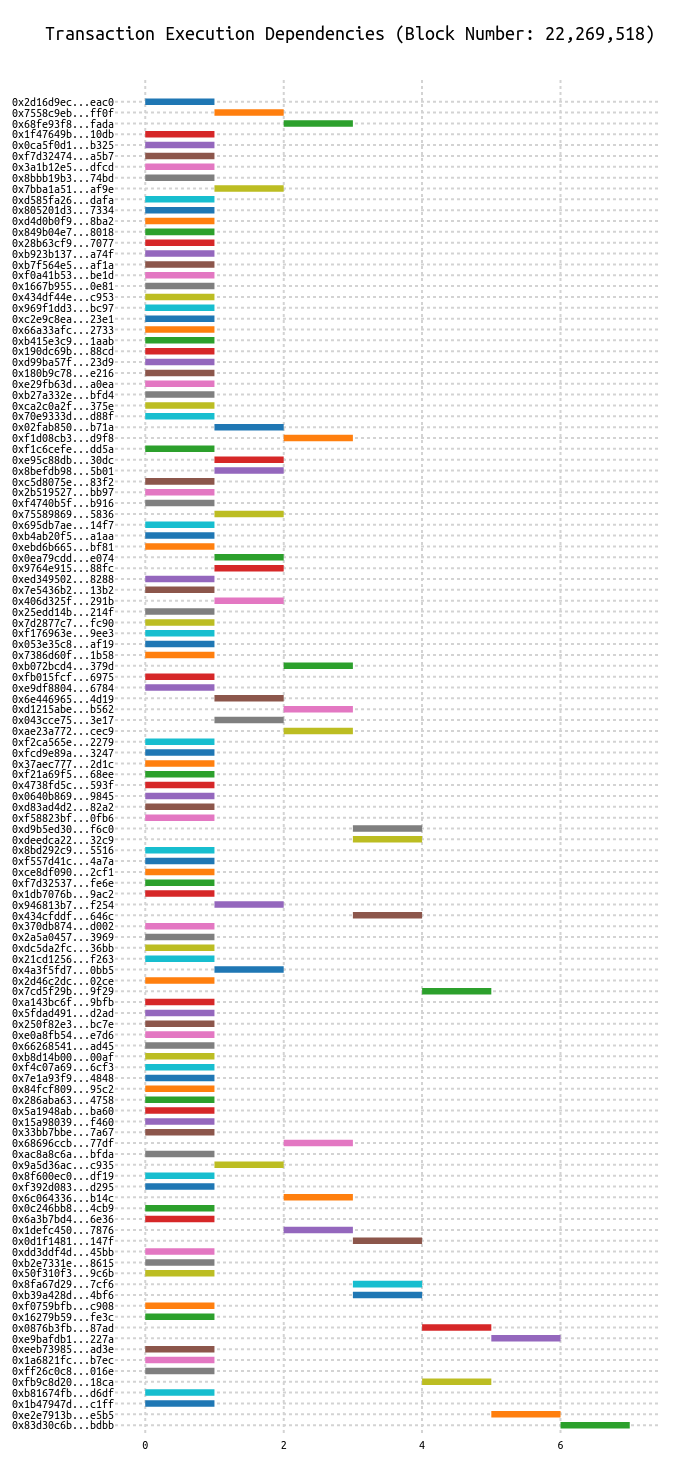 Transaction Execution Dependencies (Block Number: 22,269,518)
0x2d16d9ec...eac0
0x7558c9eb...ff0f
0x68fe93f8...fada
0x1f47649b...10db
0x0ca5f0d1...b325
0xf7d32474...a5b7
0x3a1b12e5...dfcd
0x8bbb19b3...74bd
0x7bba1a51...af9e
0xd585fa26...dafa
0x805201d3...7334
0xd4d0b0f9...8ba2
0x849b04e7...8018
0x28b63cf9...7077
0xb923b137...a74f
0xb7f564e5...af1a
0xf0a41b53...be1d
0x1667b955...0e81
0x434df44e...c953
0x969f1dd3...bc97
0xc2e9c8ea...23e1
0x66a33afc...2733
0xb415e3c9...1aab
0x190dc69b...88cd
0xd99ba57f...23d9
0x180b9c78...e216
0xe29fb63d...a0ea
0xb27a332e...bfd4
0xca2c0a2f...375e
0x70e9333d...d88f
0x02fab850...b71a
0xf1d08cb3...d9f8
0xf1c6cefe...dd5a
0xe95c88db...30dc
0x8befdb98...5b01
0xc5d8075e...83f2
0x2b519527...bb97
0xf4740b5f...b916
0x75589869...5836
0x695db7ae...14f7
0xb4ab20f5...a1aa
0xebd6b665...bf81
0x0ea79cdd...e074
0x9764e915...88fc
0xed349502...8288
0x7e5436b2...13b2
0x406d325f...291b
0x25edd14b...214f
0x7d2877c7...fc90
0xf176963e...9ee3
0x053e35c8...af19
0x7386d60f...1b58
0xb072bcd4...379d
0xfb015fcf...6975
0xe9df8804...6784
0x6e446965...4d19
0xd1215abe...b562
0x043cce75...3e17
0xae23a772...cec9
0xf2ca565e...2279
0xfcd9e89a...3247
0x37aec777...2d1c
0xf21a69f5...68ee
0x4738fd5c...593f
0x0640b869...9845
0xd83ad4d2...82a2
0xf58823bf...0fb6
0xd9b5ed30...f6c0
0xdeedca22...32c9
0x8bd292c9...5516
0xf557d41c...4a7a
0xce8df090...2cf1
0xf7d32537...fe6e
0x1db7076b...9ac2
0x946813b7...f254
0x434cfddf...646c
0x370db874...d002
0x2a5a0457...3969
0xdc5da2fc...36bb
0x21cd1256...f263
0x4a3f5fd7...0bb5
0x2d46c2dc...02ce
0x7cd5f29b...9f29
0xa143bc6f...9bfb
0x5fdad491...d2ad
0x250f82e3...bc7e
0xe0a8fb54...e7d6
0x66268541...ad45
0xb8d14b00...00af
0xf4c07a69...6cf3
0x7e1a93f9...4848
0x84fcf809...95c2
0x286aba63...4758
0x5a1948ab...ba60
0x15a98039...f460
0x33bb7bbe...7a67
0x68696ccb...77df
0xac8a8c6a...bfda
0x9a5d36ac...c935
0x8f600ec0...df19
0xf392d083...d295
0x6c064336...b14c
0x0c246bb8...4cb9
0x6a3b7bd4...6e36
0x1defc450...7876
0x0d1f1481...147f
0xdd3ddf4d...45bb
0xb2e7331e...8615
0x50f310f3...9c6b
0x8fa67d29...7cf6
0xb39a428d...4bf6
0xf0759bfb...c908
0x16279b59...fe3c
0x0876b3fb...87ad
0xe9bafdb1...227a
0xeeb73985...ad3e
0x1a6821fc...b7ec
0xff26c0c8...016e
0xfb9c8d20...18ca
0xb81674fb...d6df
0x1b47947d...c1ff
0xe2e7913b...e5b5
0x83d30c6b...bdbb
0 2 4 6